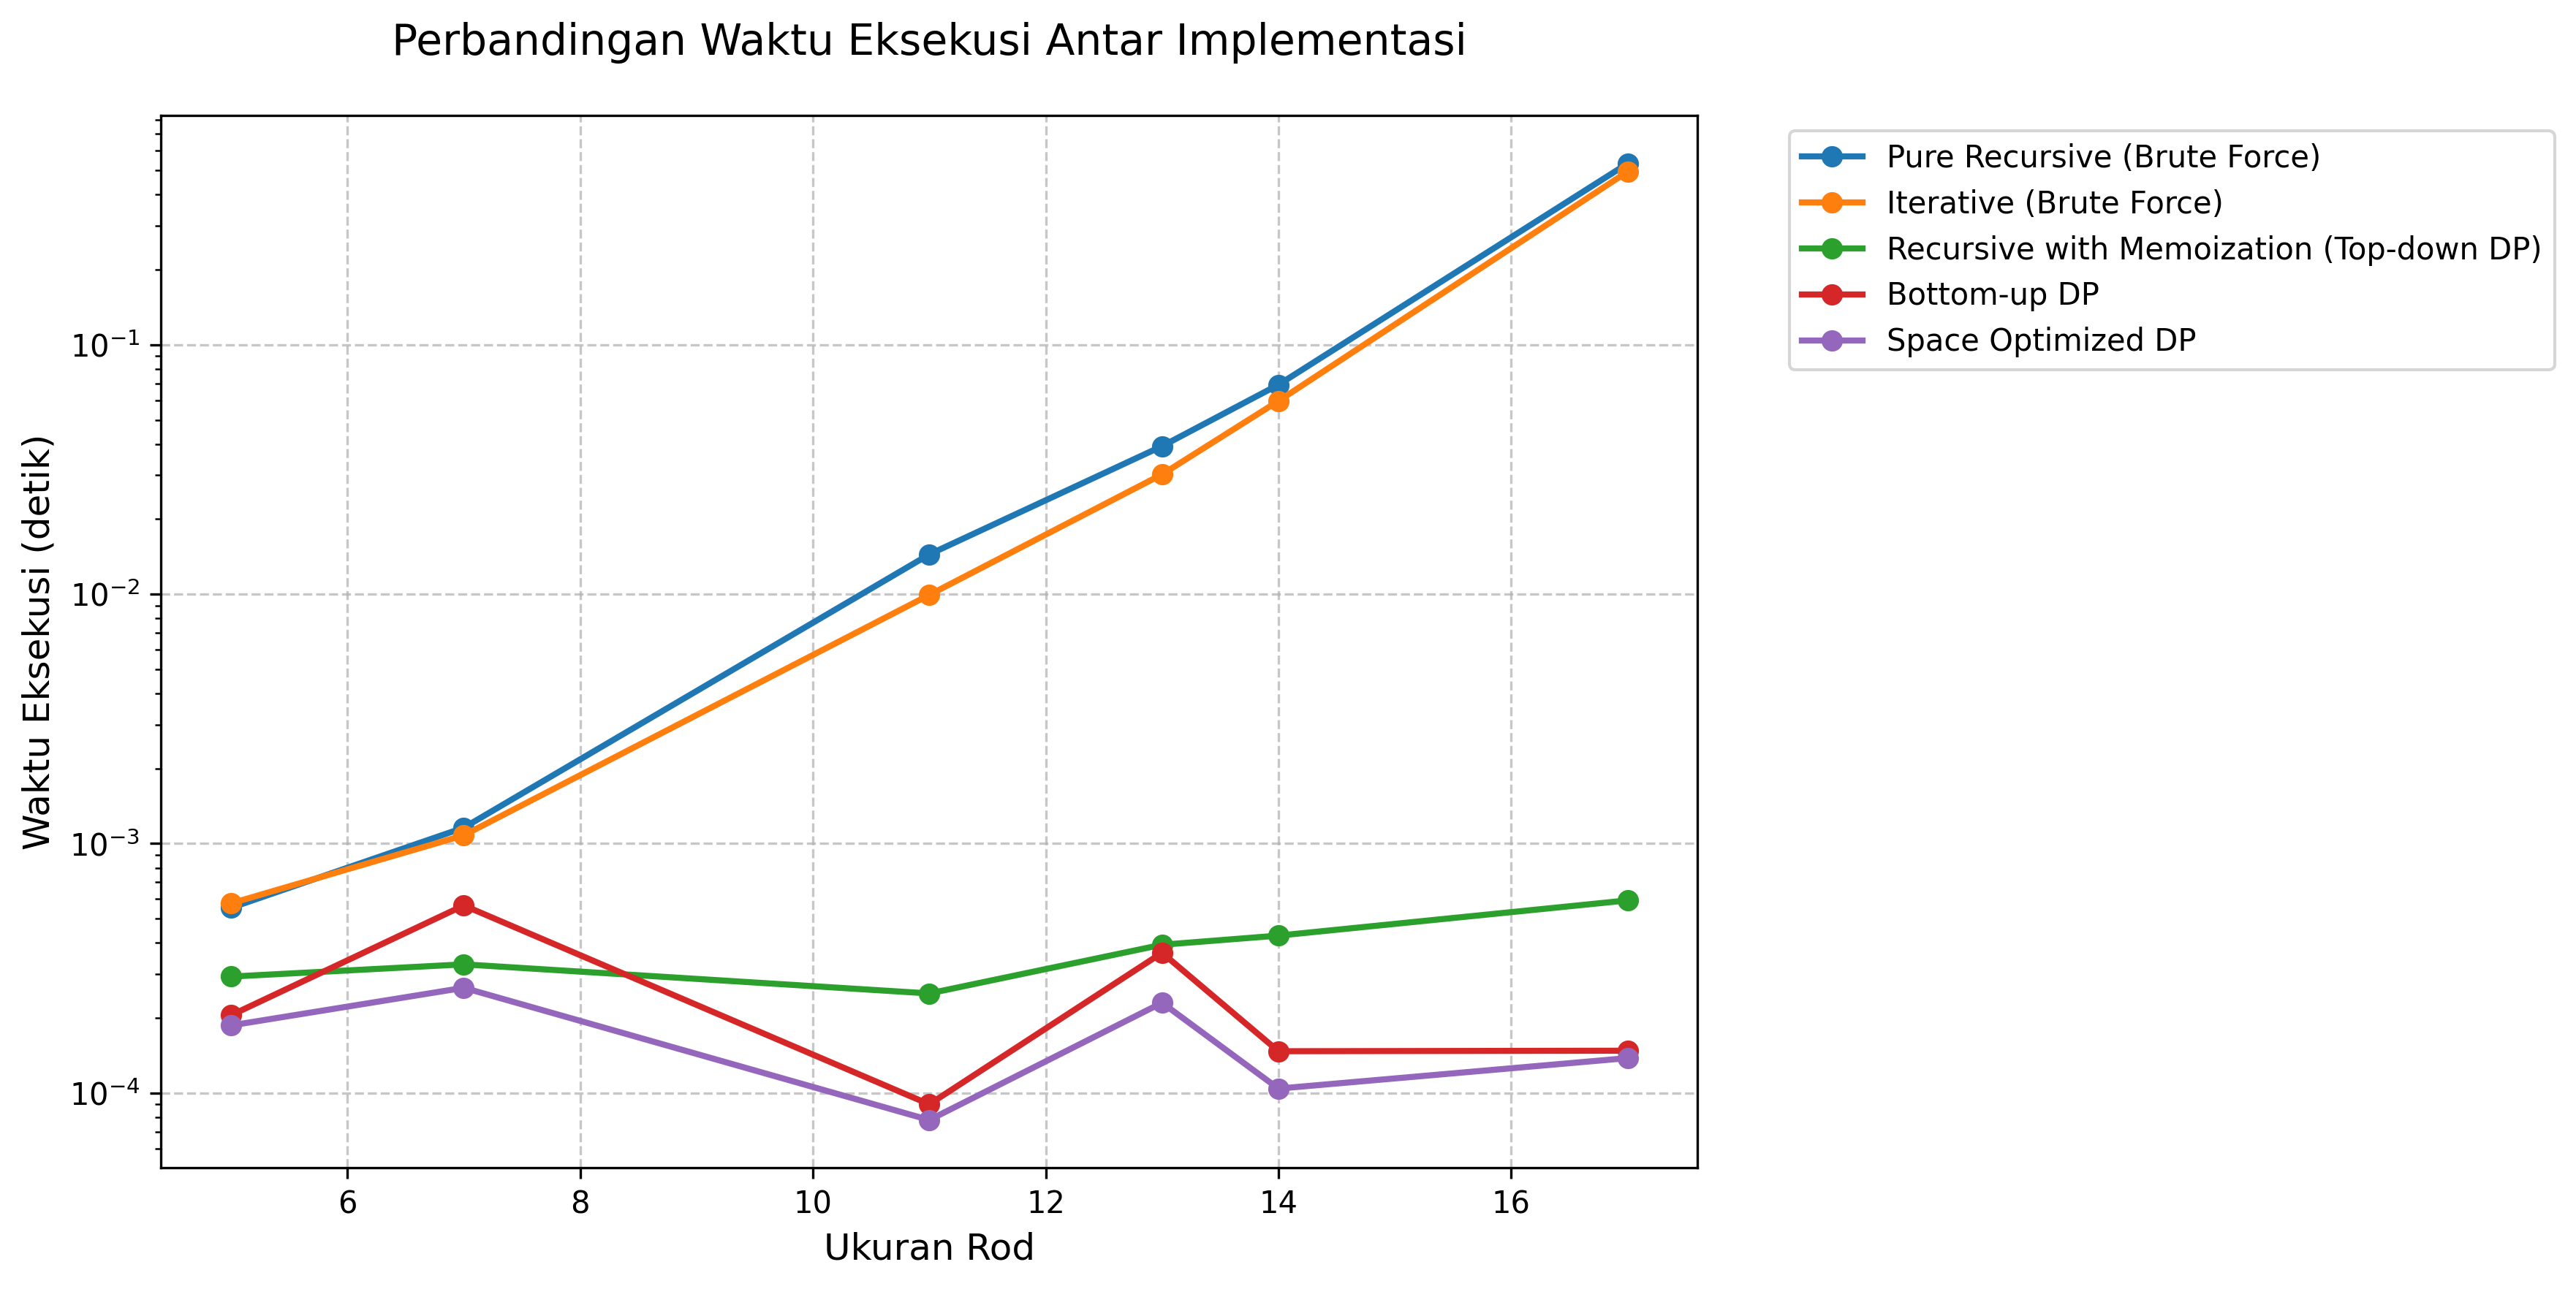 Perbandingan Waktu Eksekusi Antar Implementasi
Pure Recursive (Brute Force)
Iterative (Brute Force)
Recursive with Memoization (Top-down DP)
Bottom-up DP
Space Optimized DP
Waktu Eksekusi (detik)
10⁻¹
10⁻²
10⁻³
10⁻⁴
6 8 10 12 14 16
Ukuran Rod